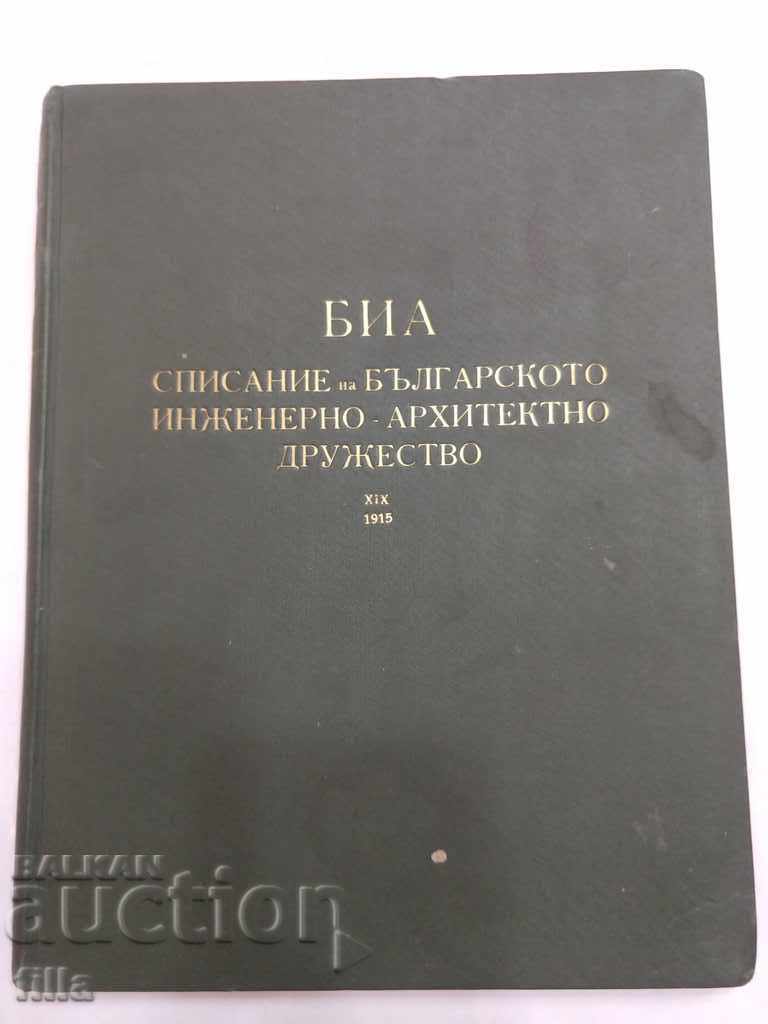 БИА
СПИСАНИЕ на БЪЛГАРСКОТО
ИНЖЕНЕРНО - АРХИТЕКТНО
ДРУЖЕСТВО
XIX
1915
BALKAN
auction
filla